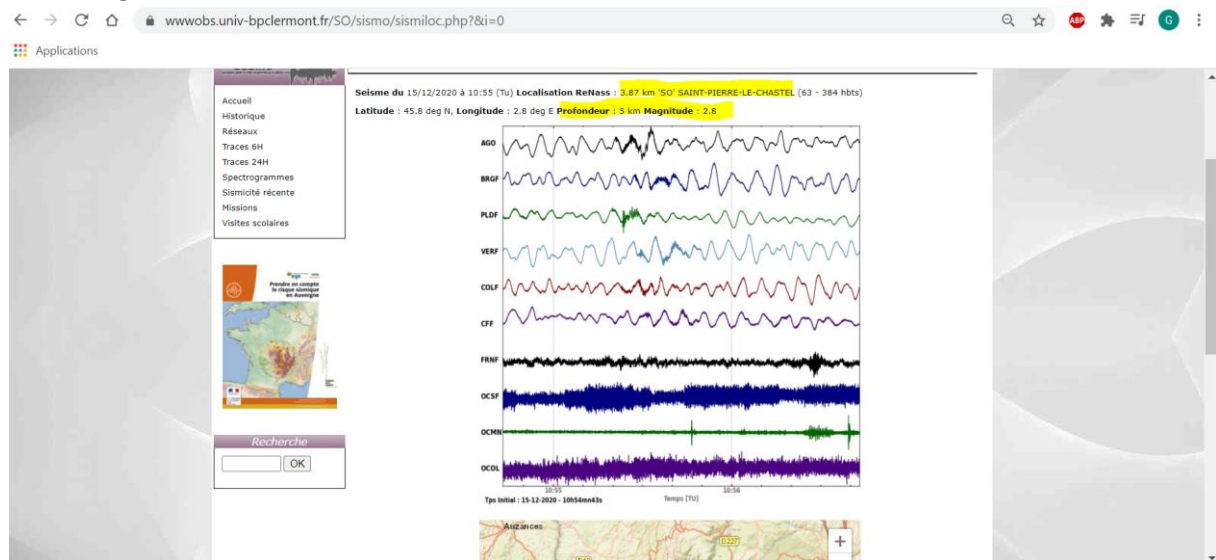 wwwobs.univ-bpclermont.fr/SO/sismo/sismiloc.php?&i=0
ABP
G
Applications
Seisme du 15/12/2020 à 10:55 (Tu) Localisation ReNass : 3.87 km 'SO' SAINT-PIERRE-LE-CHASTEL (63 - 384 hbts)
Latitude : 45.8 deg N, Longitude : 2.8 deg E Profondeur : 5 km Magnitude : 2.8
Accueil
Historique
Réseaux
Traces 6H
Traces 24H
Spectrogrammes
Sismicité récente
Missions
Visites scolaires
Prendre en compte
le risque sismique
en Auvergne
Recherche
OK
AGO
BRGF
PLDF
VERF
COLF
CFF
FRNF
OCSF
OCMN
OCOL
10:55 10:56
Tps Initial : 15-12-2020 - 10h54mn43s Temps [TU]
Auzances
D227
+